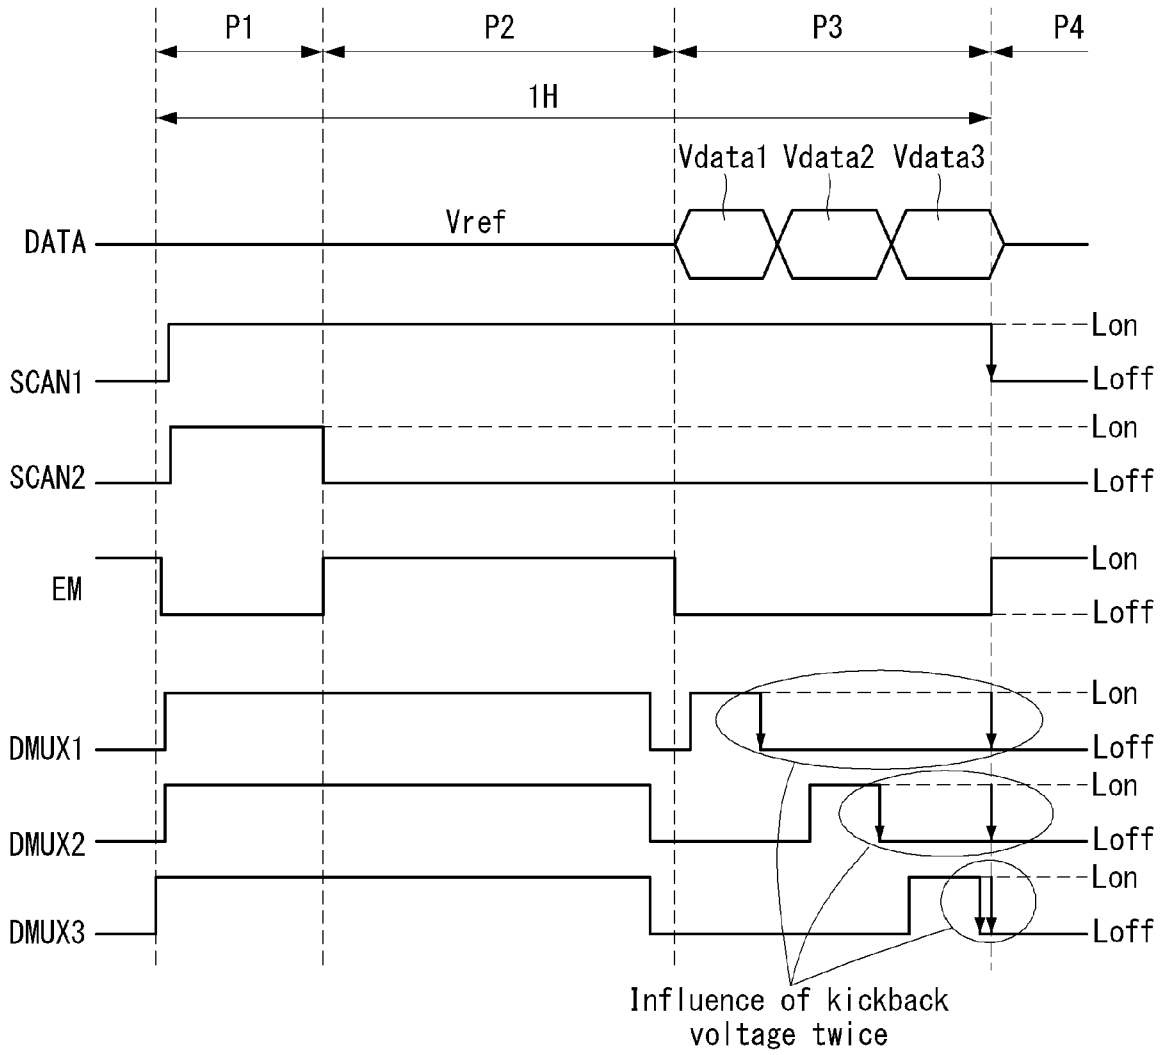 P1 P2 P3 P4
1H
Vdata1 Vdata2 Vdata3
Vref
DATA
Lon
SCAN1 Loff
Lon
SCAN2 Loff
Lon
EM
Loff
Lon
DMUX1 Loff
Lon
DMUX2 Loff
Lon
DMUX3 Loff
Influence of kickback
voltage twice